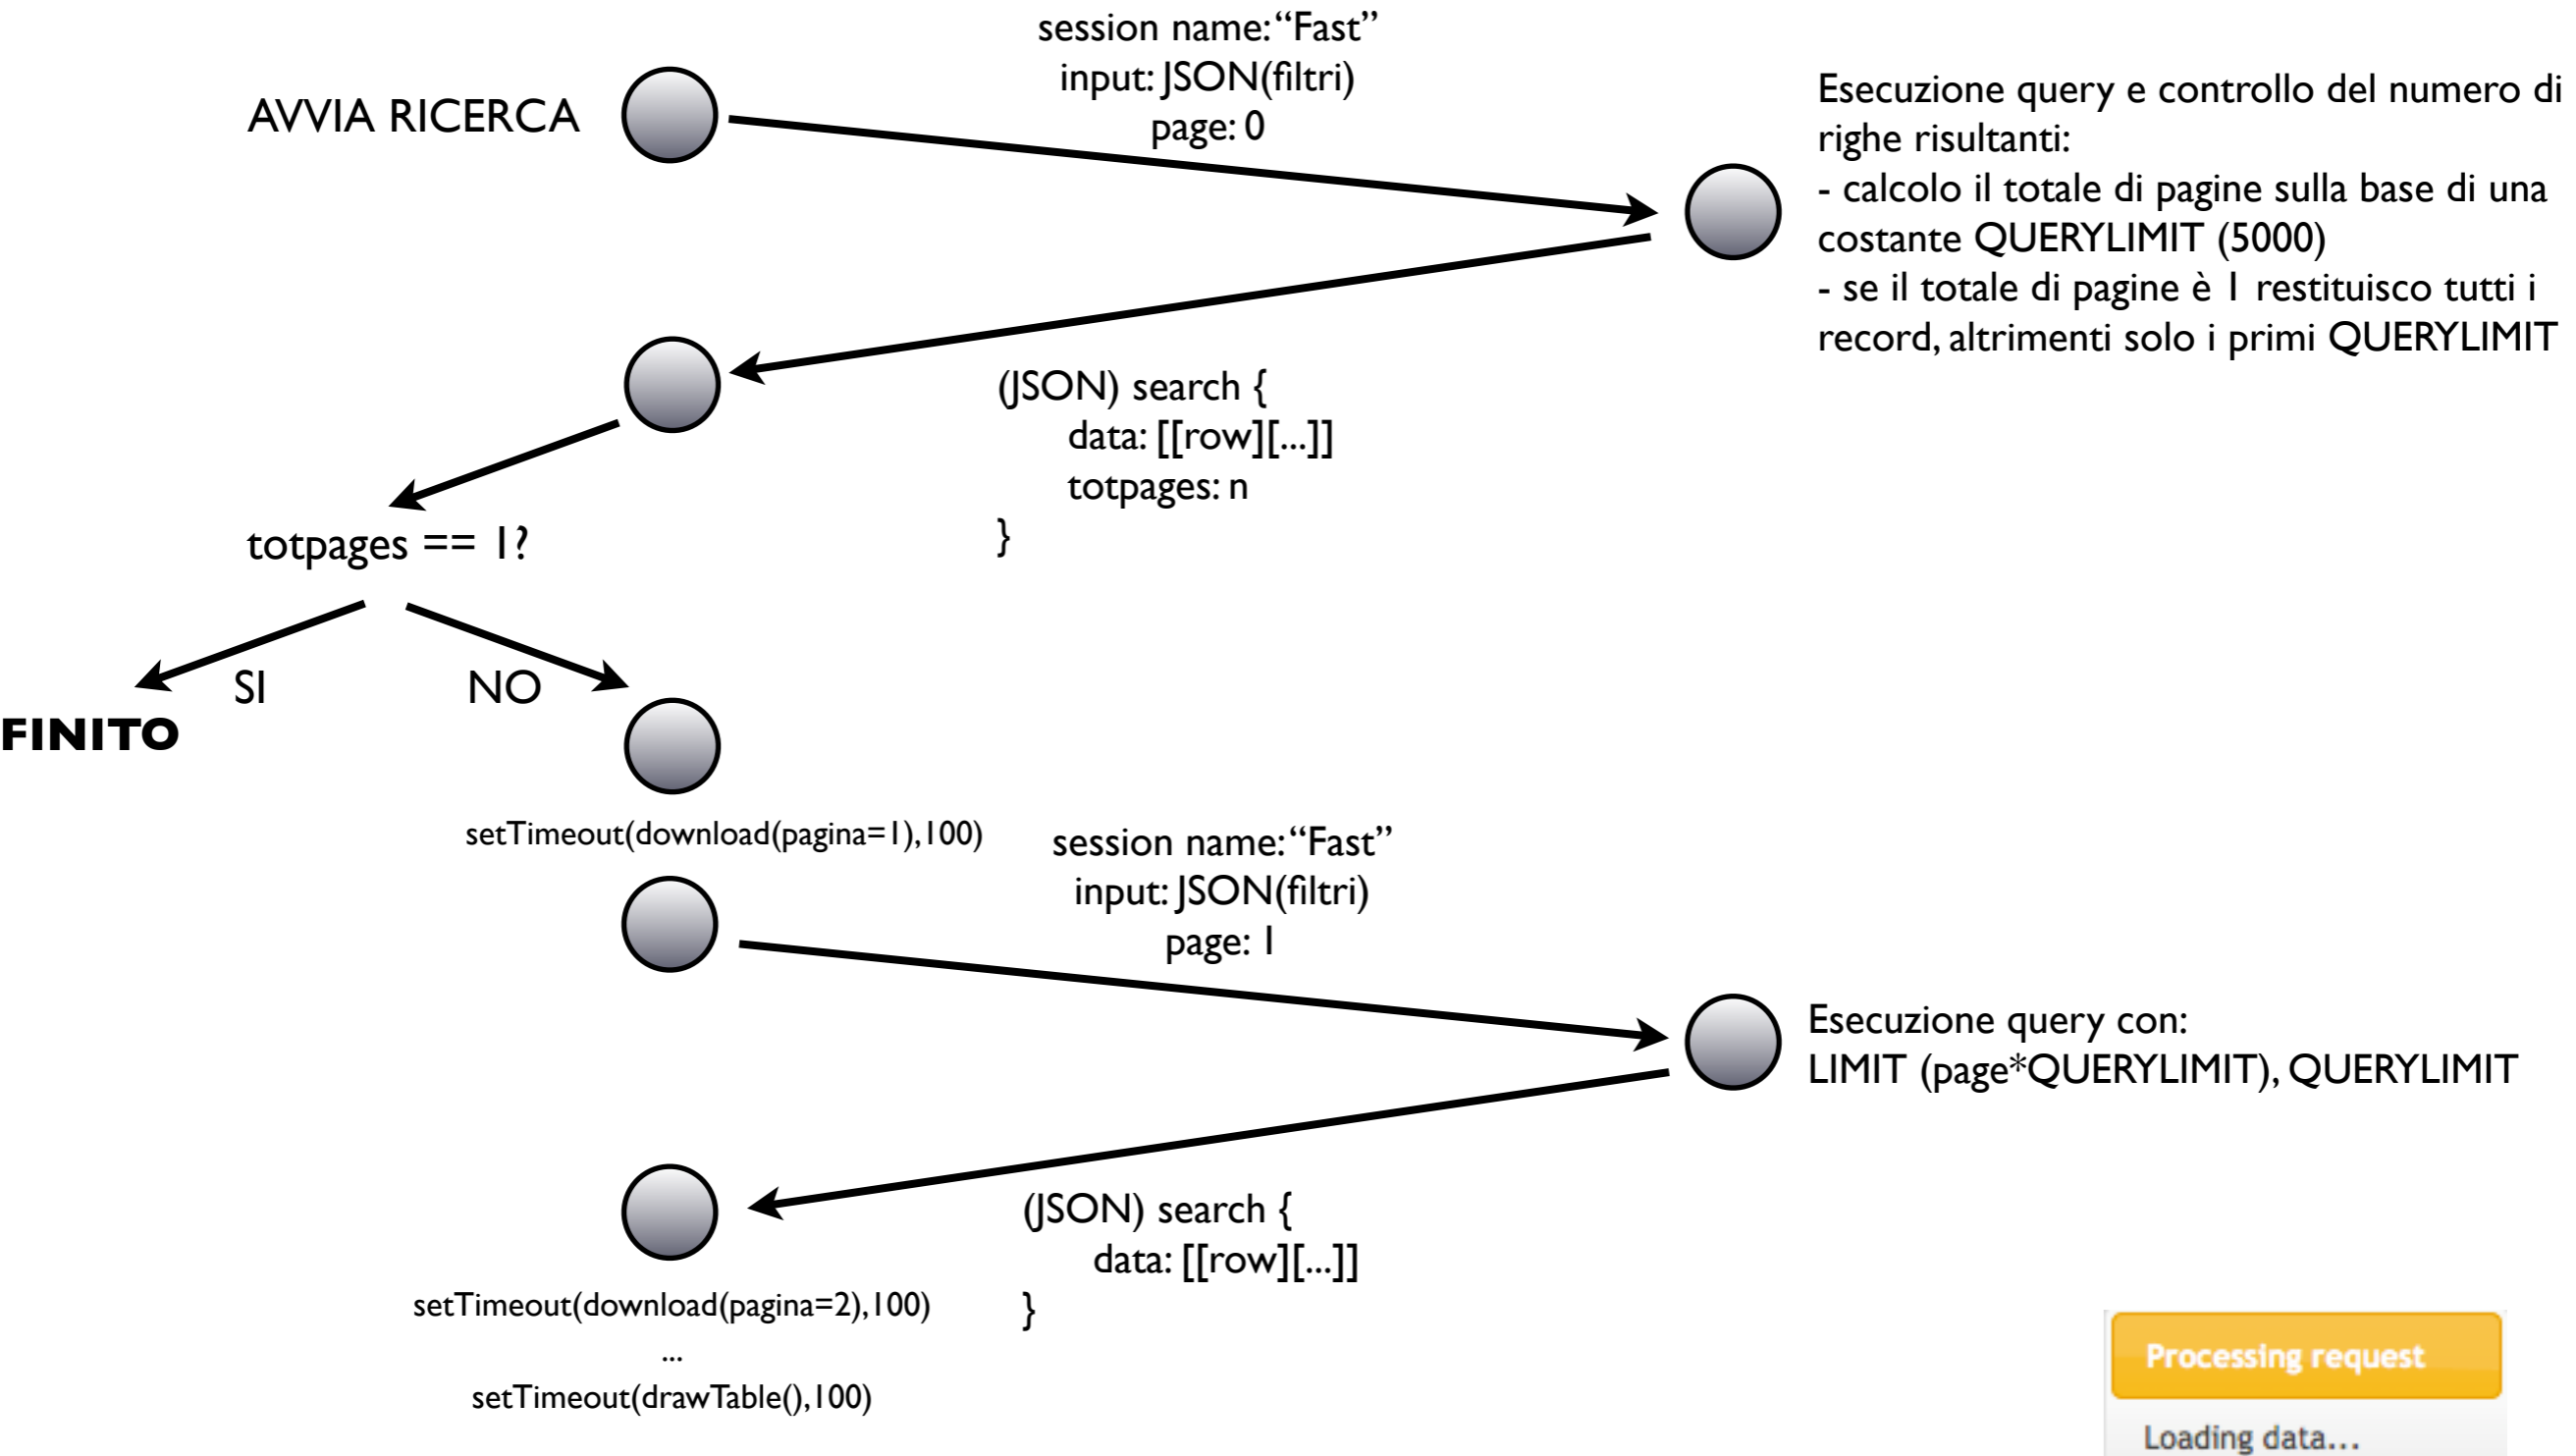 session name: “Fast”
input: JSON(filtri)
page: 0
AVVIA RICERCA
Esecuzione query e controllo del numero di
righe risultanti:
- calcolo il totale di pagine sulla base di una
costante QUERYLIMIT (5000)
- se il totale di pagine è 1 restituisco tutti i
record, altrimenti solo i primi QUERYLIMIT
(JSON) search {
data: [[row][...]]
totpages: n
}
totpages == 1?
SI
NO
FINITO
setTimeout(download(pagina=1),100)
session name: “Fast”
input: JSON(filtri)
page: 1
Esecuzione query con:
LIMIT (page*QUERYLIMIT), QUERYLIMIT
(JSON) search {
data: [[row][...]]
}
setTimeout(download(pagina=2),100)
...
setTimeout(drawTable(),100)
Processing request
Loading data...